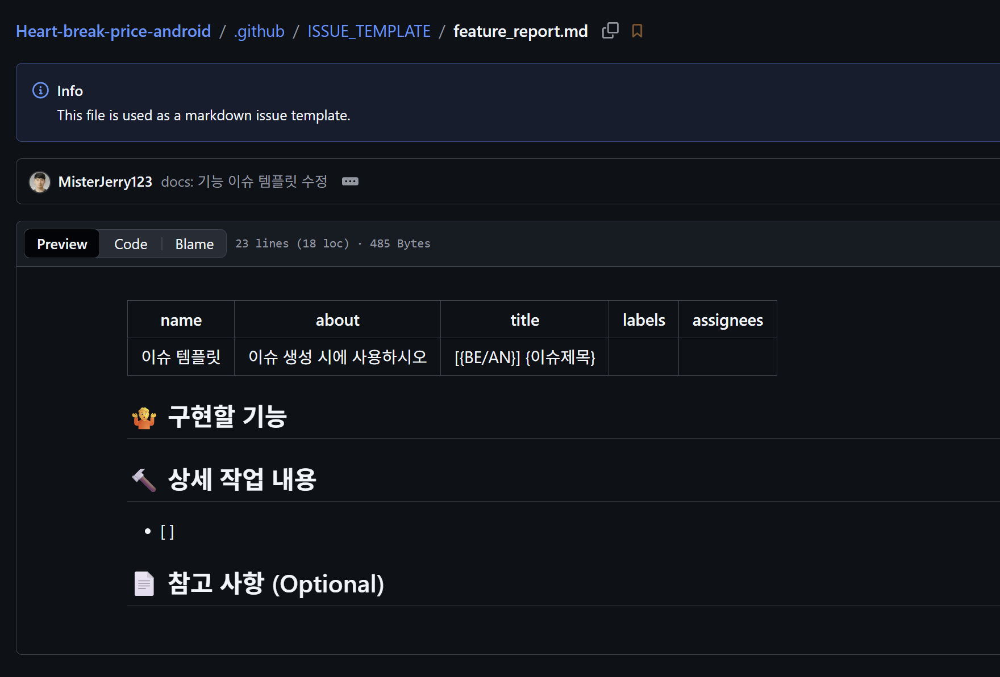 Heart-break-price-android / .github / ISSUE_TEMPLATE / feature_report.md
Info
This file is used as a markdown issue template.
MisterJerry123 docs: 기능 이슈 템플릿 수정
Preview Code Blame 23 lines (18 loc) · 485 Bytes
name about title labels assignees
이슈 템플릿 이슈 생성 시에 사용하시오 [{BE/AN}] {이슈제목}
🤷 구현할 기능
🔨 상세 작업 내용
• [ ]
📄 참고 사항 (Optional)